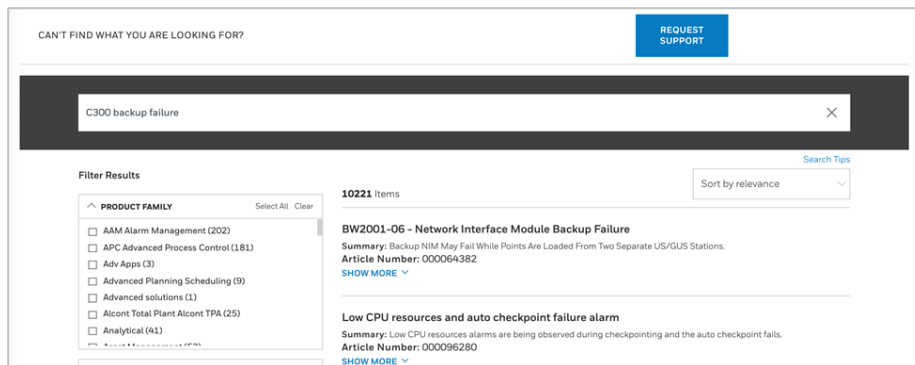 CAN'T FIND WHAT YOU ARE LOOKING FOR?
REQUEST
SUPPORT
C300 backup failure
Search Tips
Filter Results
10221 Items
Sort by relevance
PRODUCT FAMILY
Select All Clear
AAM Alarm Management (202)
APC Advanced Process Control (181)
Adv Apps (3)
Advanced Planning Scheduling (9)
Advanced solutions (1)
Alcont Total Plant Alcont TPA (25)
Analytical (41)
BW2001-06 - Network Interface Module Backup Failure
Summary: Backup NIM May Fail While Points Are Loaded From Two Separate US/GUS Stations.
Article Number: 000064382
SHOW MORE
Low CPU resources and auto checkpoint failure alarm
Summary: Low CPU resources alarms are being observed during checkpointing and the auto checkpoint fails.
Article Number: 000096280
SHOW MORE